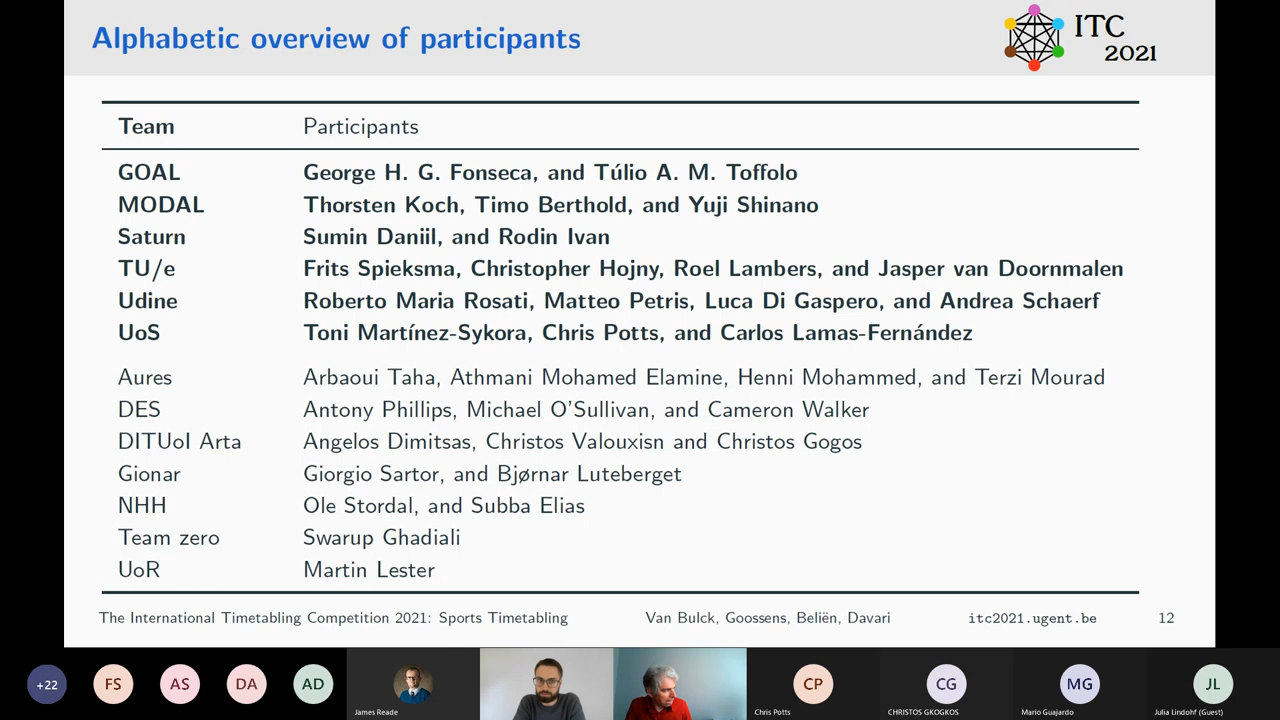 Alphabetic overview of participants
ITC
2021
Team Participants
GOAL George H. G. Fonseca, and Túlio A. M. Toffolo
MODAL Thorsten Koch, Timo Berthold, and Yuji Shinano
Saturn Sumin Daniil, and Rodin Ivan
TU/e Frits Spieksma, Christopher Hojny, Roel Lambers, and Jasper van Doornmalen
Udine Roberto Maria Rosati, Matteo Petris, Luca Di Gaspero, and Andrea Schaerf
UoS Toni Martínez-Sykora, Chris Potts, and Carlos Lamas-Fernández
Aures Arbaoui Taha, Athmani Mohamed Elamine, Henni Mohammed, and Terzi Mourad
DES Antony Phillips, Michael O'Sullivan, and Cameron Walker
DITUoI Arta Angelos Dimitsas, Christos Valouxisn and Christos Gogos
Gionar Giorgio Sartor, and Bjørnar Luteberget
NHH Ole Stordal, and Subba Elias
Team zero Swarup Ghadiali
UoR Martin Lester
The International Timetabling Competition 2021: Sports Timetabling Van Bulck, Goossens, Beliën, Davari itc2021.ugent.be 12
+22 FS AS DA AD CP CG MG JL
James Reade Chris Potts CHRISTOS GKOGKOS Mario Guajardo Julia Lindohf (Guest)